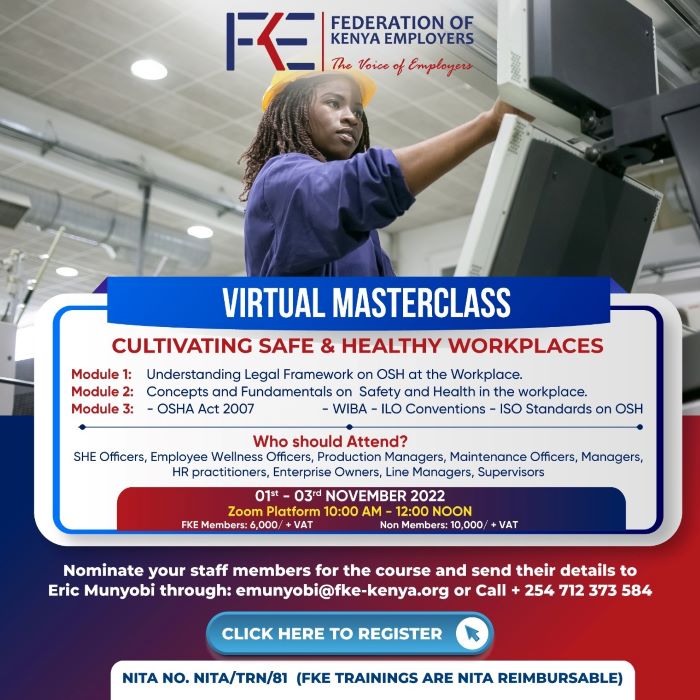 FKE
FEDERATION OF
KENYA EMPLOYERS
The Voice of Employers
VIRTUAL MASTERCLASS
CULTIVATING SAFE & HEALTHY WORKPLACES
Module 1: Understanding Legal Framework on OSH at the Workplace.
Module 2: Concepts and Fundamentals on Safety and Health in the workplace.
Module 3: - OSHA Act 2007 - WIBA - ILO Conventions - ISO Standards on OSH
Who should Attend?
SHE Officers, Employee Wellness Officers, Production Managers, Maintenance Officers, Managers,
HR practitioners, Enterprise Owners, Line Managers, Supervisors
01st - 03rd NOVEMBER 2022
Zoom Platform 10:00 AM - 12:00 NOON
FKE Members: 6,000/ + VAT Non Members: 10,000/ + VAT
Nominate your staff members for the course and send their details to
Eric Munyobi through: emunyobi@fke-kenya.org or Call + 254 712 373 584
CLICK HERE TO REGISTER
NITA NO. NITA/TRN/81 (FKE TRAININGS ARE NITA REIMBURSABLE)